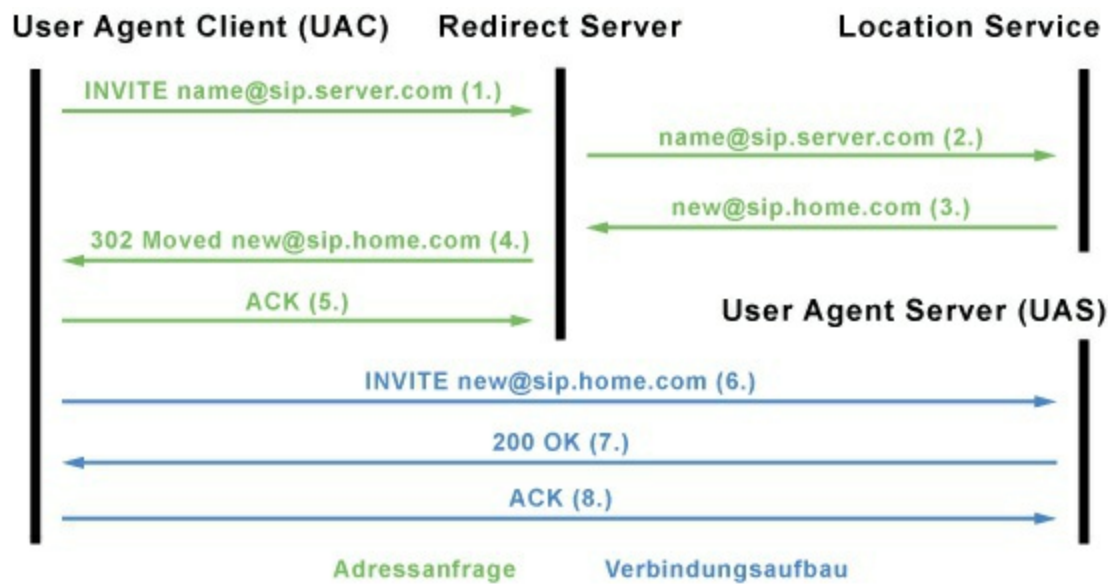 User Agent Client (UAC) Redirect Server Location Service
INVITE name@sip.server.com (1.)
name@sip.server.com (2.)
new@sip.home.com (3.)
302 Moved new@sip.home.com (4.)
ACK (5.)
User Agent Server (UAS)
INVITE new@sip.home.com (6.)
200 OK (7.)
ACK (8.)
Adressanfrage Verbindungsaufbau